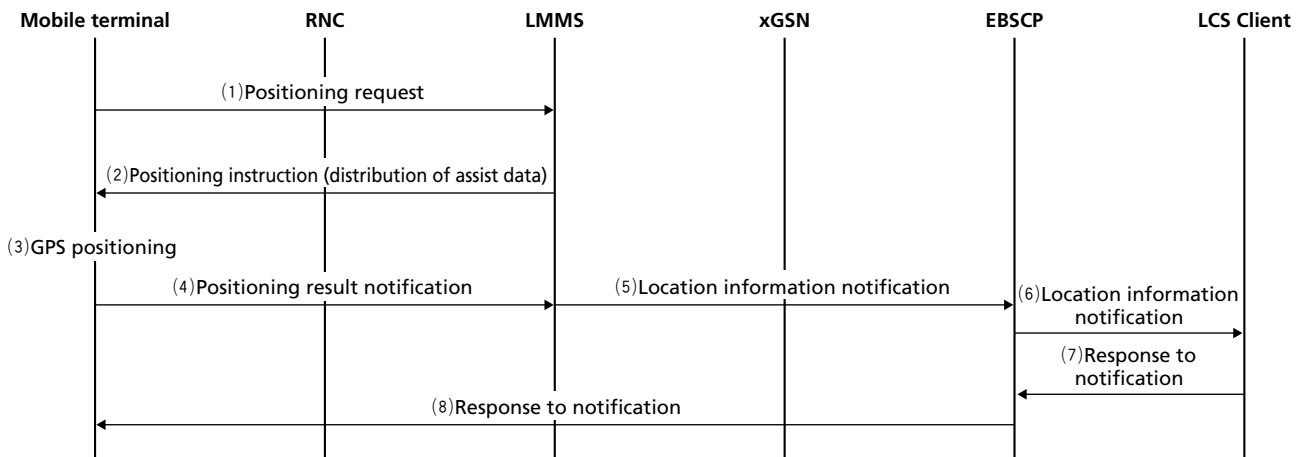 Mobile terminal RNC LMMS xGSN EBSCP LCS Client
(1)Positioning request
(2)Positioning instruction (distribution of assist data)
(3)GPS positioning
(4)Positioning result notification
(5)Location information notification
(6)Location information
notification
(7)Response to
notification
(8)Response to notification